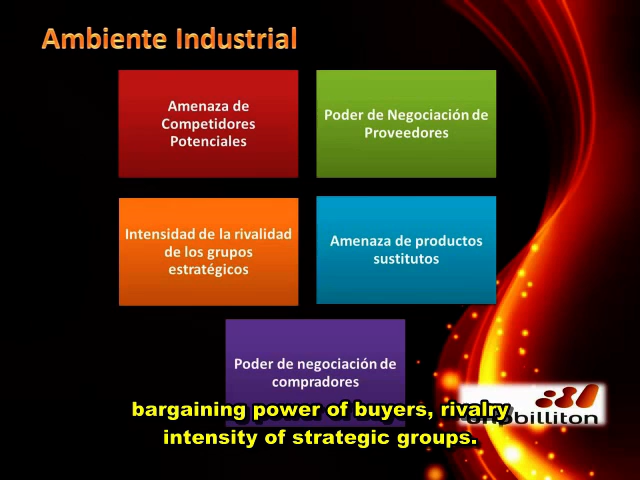 Ambiente Industrial
Amenaza de
Competidores
Potenciales
Poder de Negociación de
Proveedores
Intensidad de la rivalidad
de los grupos
estratégicos
Amenaza de productos
sustitutos
Poder de negociación de
compradores
bargaining power of buyers, rivalry
intensity of strategic groups.
bhpbilliton